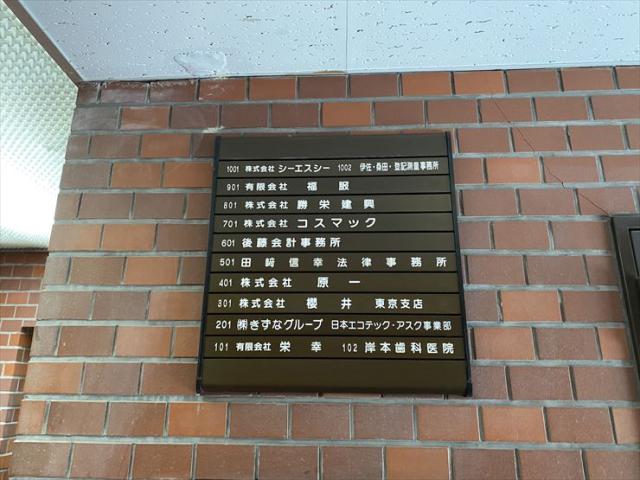 1001 株式会社 シーエスシー 1002 伊佐・桑田・登記測量事務所
901 有限会社 福服
801 株式会社 勝栄建興
701 株式会社 コスマック
601 後藤会計事務所
501 田﨑信幸法律事務所
401 株式会社 原一
301 株式会社 櫻井 東京支店
201 ㈱きずなグループ 日本エコテック・アスク事業部
101 有限会社 栄幸 102 岸本歯科医院